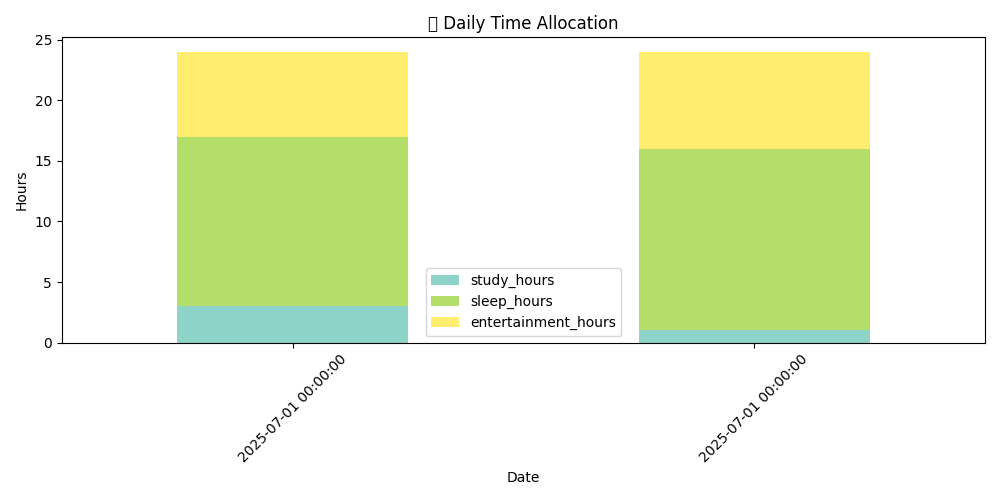 Daily Time Allocation
25
20
15
10
5
0
Hours
study_hours
sleep_hours
entertainment_hours
2025-07-01 00:00:00
2025-07-01 00:00:00
Date